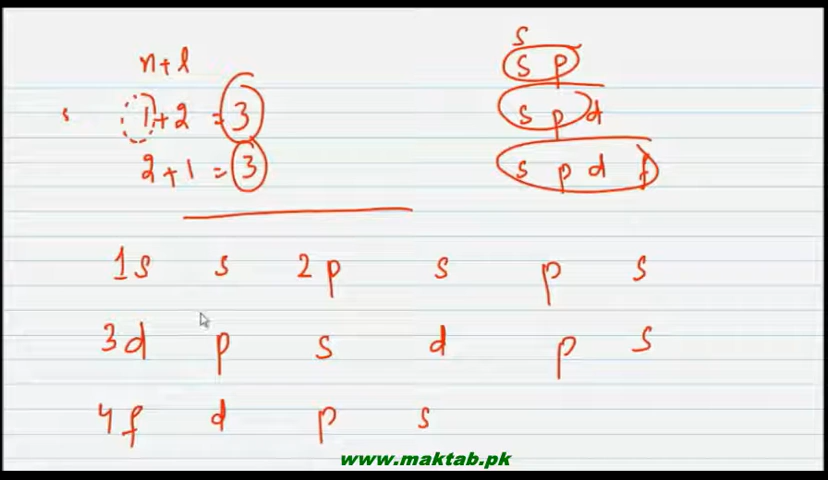 n+l
s
1+2 = 3
2+1 = 3
s
s p
s p d
s p d f
1s s 2p s p s
3d p s d p s
4f d p s
www.maktab.pk